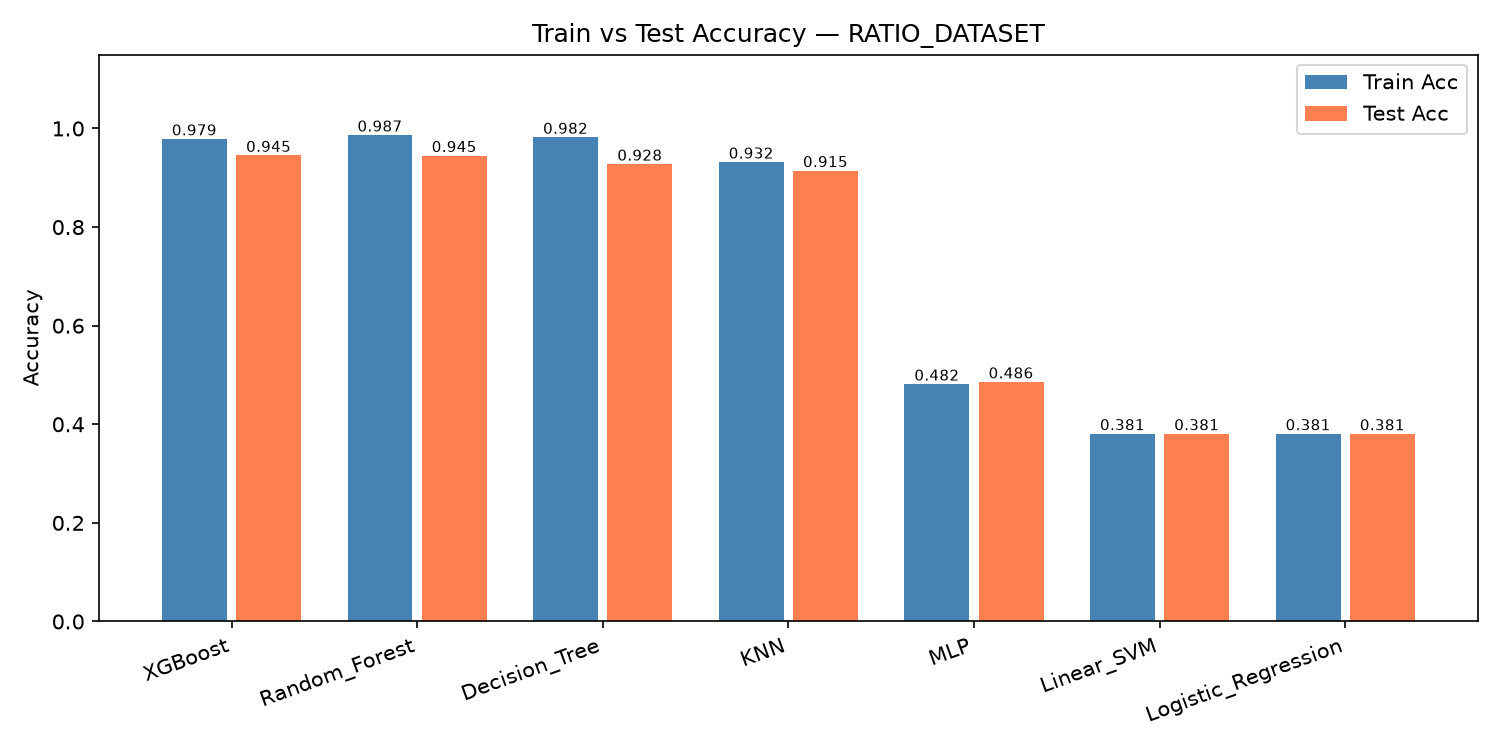 Train vs Test Accuracy — RATIO_DATASET
Train Acc
Test Acc
Accuracy
1.0
0.8
0.6
0.4
0.2
0.0
0.979
0.945
0.987
0.945
0.982
0.928
0.932
0.915
0.482
0.486
0.381
0.381
0.381
0.381
XGBoost
Random_Forest
Decision_Tree
KNN
MLP
Linear_SVM
Logistic_Regression